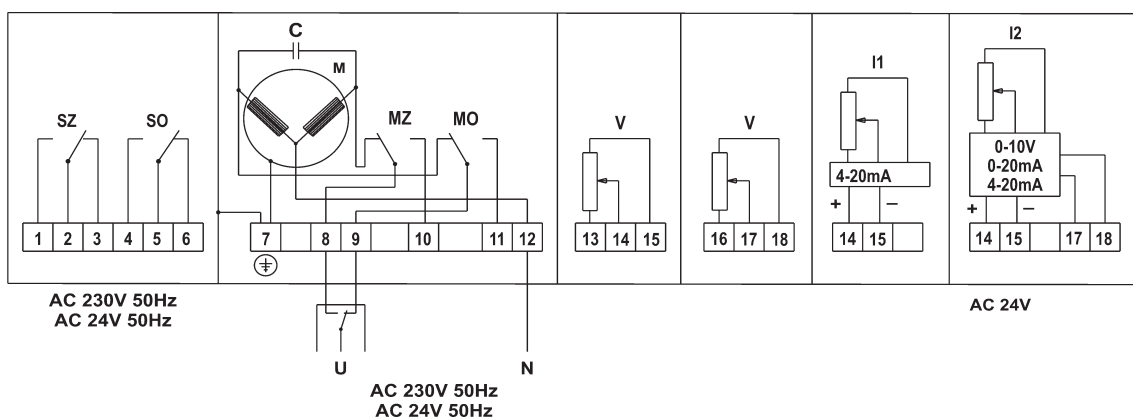 C
M
SZ SO
MZ MO
V
V
I1
I2
4-20mA
0-10V
0-20mA
4-20mA
+ −
+ −
1 2 3 4 5 6
7 8 9 10 11 12
13 14 15
16 17 18
14 15
14 15 17 18
AC 230V 50Hz
AC 24V 50Hz
U N
AC 230V 50Hz
AC 24V 50Hz
AC 24V